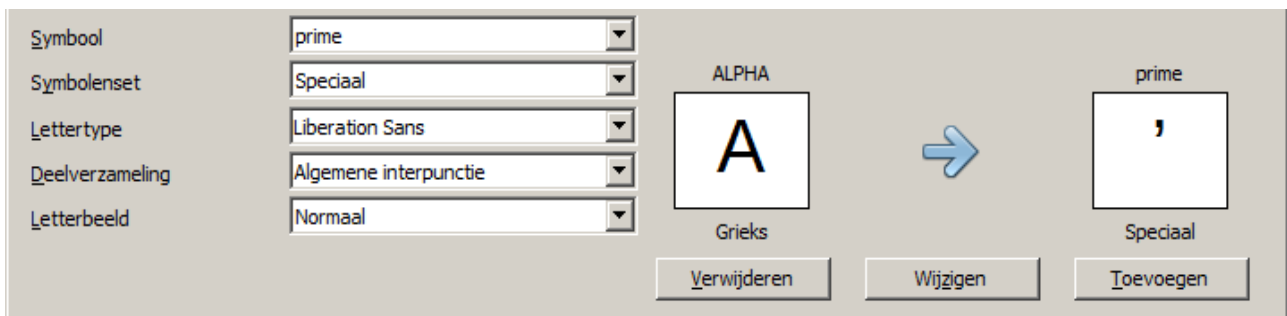 Symbool
prime
Symbolenset
Speciaal
Lettertype
Liberation Sans
Deelverzameling
Algemene interpunctie
Letterbeeld
Normaal
ALPHA
A
Grieks
Verwijderen
Wijzigen
prime
’
Speciaal
Toevoegen